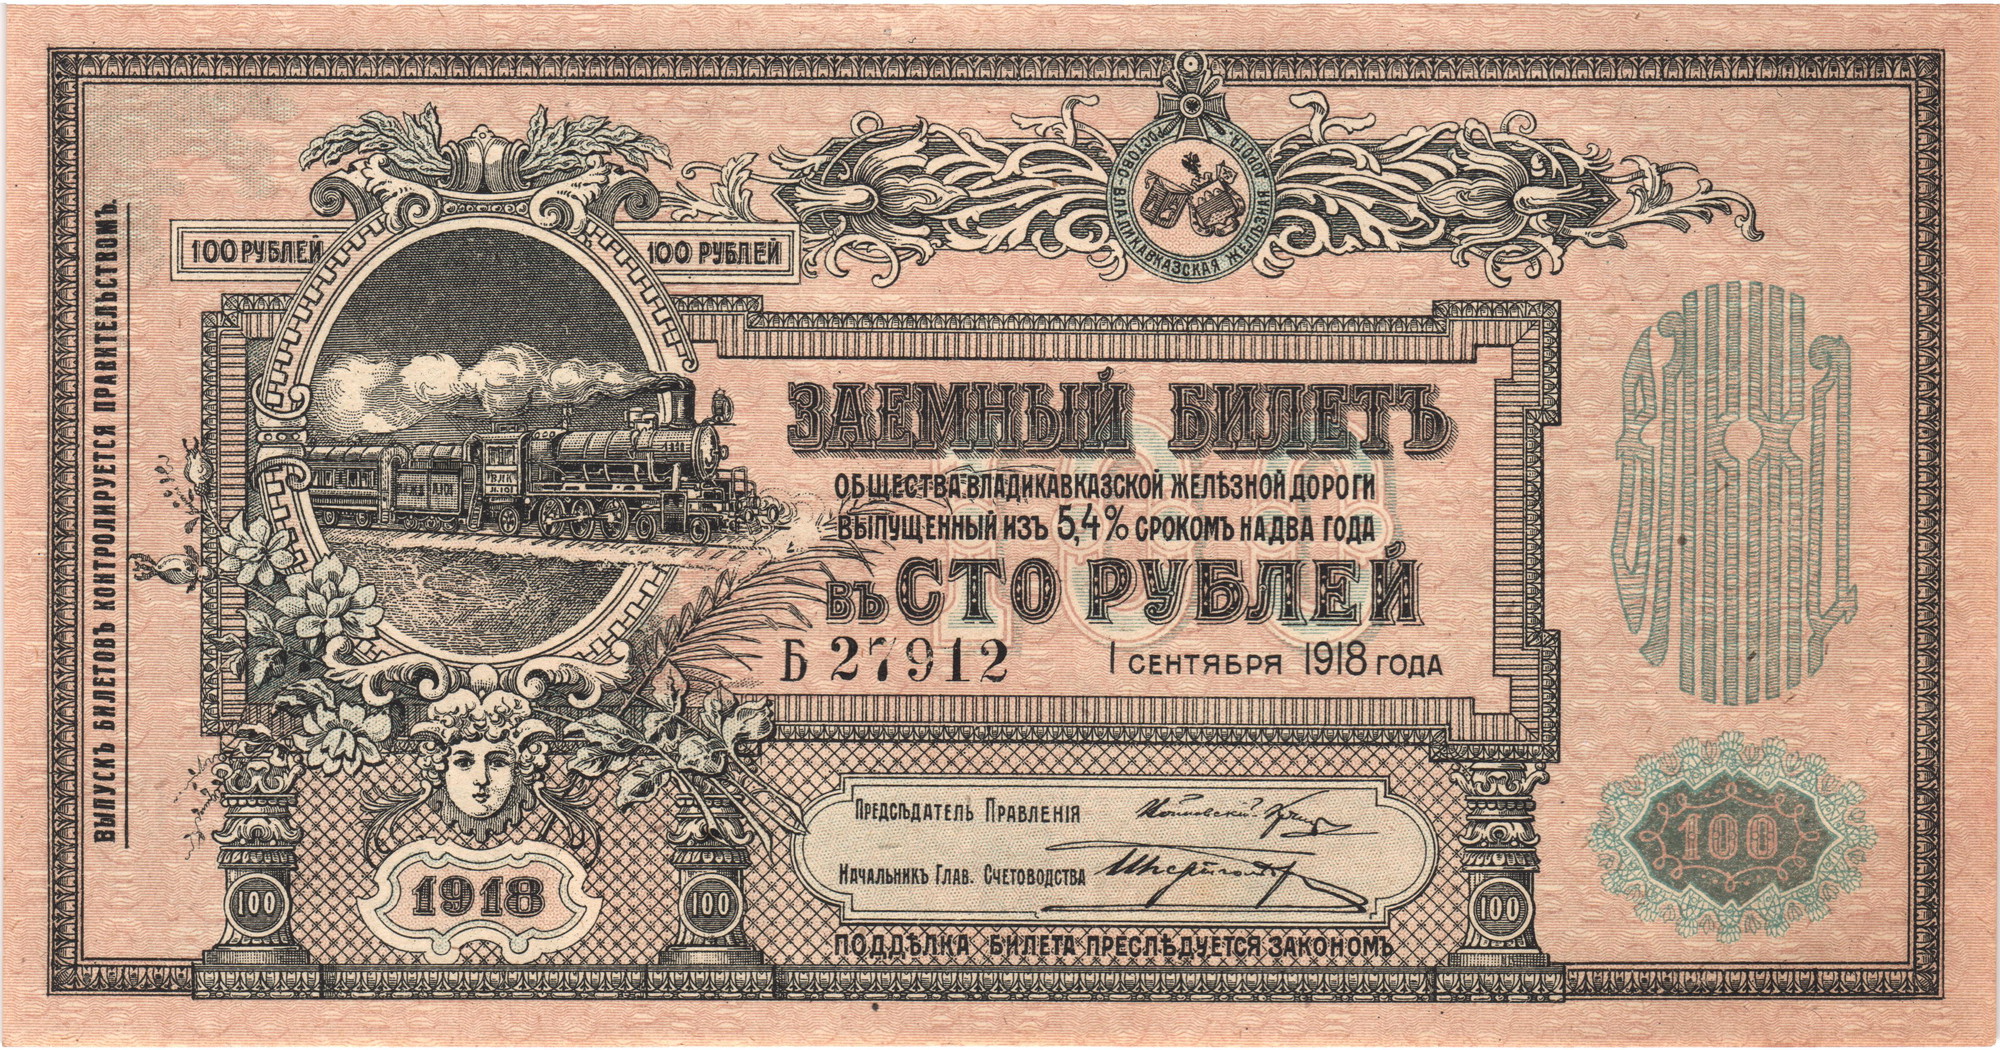 ВЫПУСКЪ БИЛЕТОВЪ КОНТРОЛИРУЕТСЯ ПРАВИТЕЛЬСТВОМЪ.
РОСТОВО-ВЛАДИКАВКАЗСКАЯ ЖЕЛѢЗНАЯ ДОРОГА
100 РУБЛЕЙ
100 РУБЛЕЙ
ЗАЕМНЫЙ БИЛЕТЪ
ОБЩЕСТВА ВЛАДИКАВКАЗСКОЙ ЖЕЛѢЗНОЙ ДОРОГИ
ВЫПУЩЕННЫЙ ИЗЪ 5,4% СРОКОМЪ НА ДВА ГОДА
ВЪ СТО РУБЛЕЙ
Б 27912
1 СЕНТЯБРЯ 1918 ГОДА
100
ПРЕДСѢДАТЕЛЬ ПРАВЛЕНІЯ
НАЧАЛЬНИКЪ ГЛАВ. СЧЕТОВОДСТВА
1918
100
100
100
100
ПОДДѢЛКА БИЛЕТА ПРЕСЛѢДУЕТСЯ ЗАКОНОМЪ